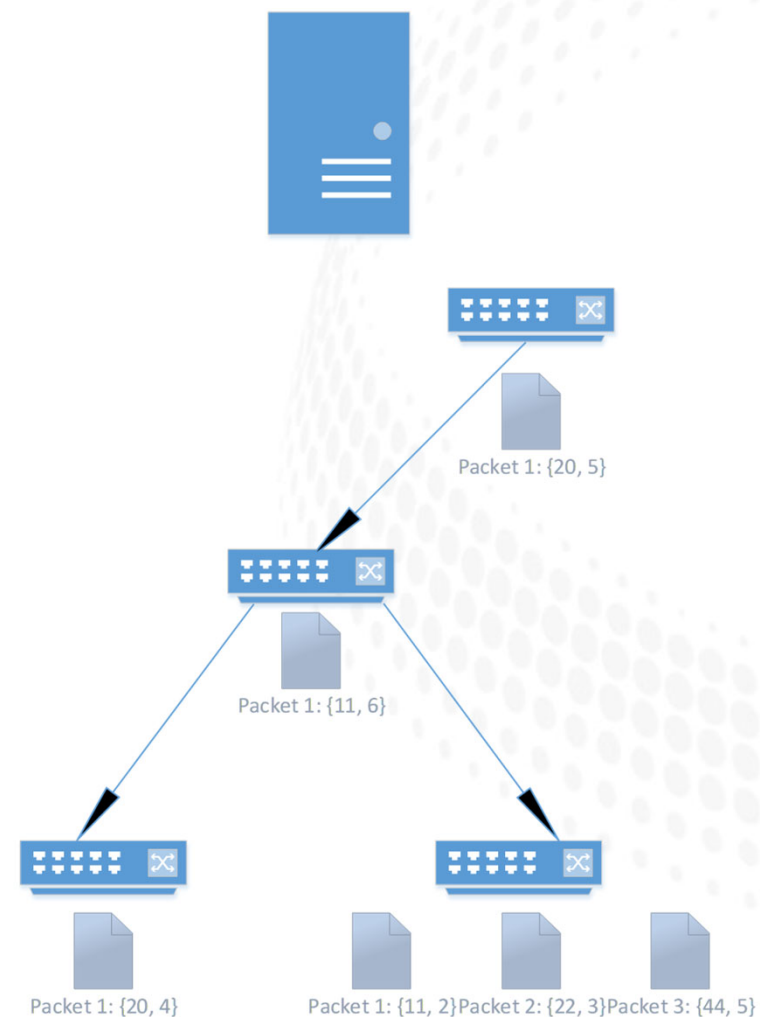 Packet 1: {20, 5}
Packet 1: {11, 6}
Packet 1: {20, 4}
Packet 1: {11, 2}
Packet 2: {22, 3}
Packet 3: {44, 5}